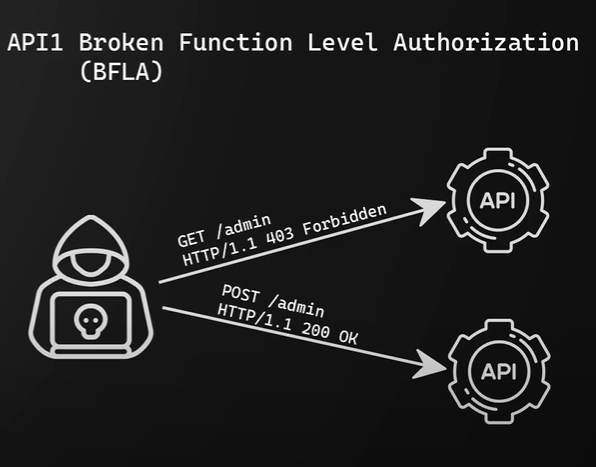 API1 Broken Function Level Authorization
(BFLA)
GET /admin
HTTP/1.1 403 Forbidden
API
POST /admin
HTTP/1.1 200 OK
API